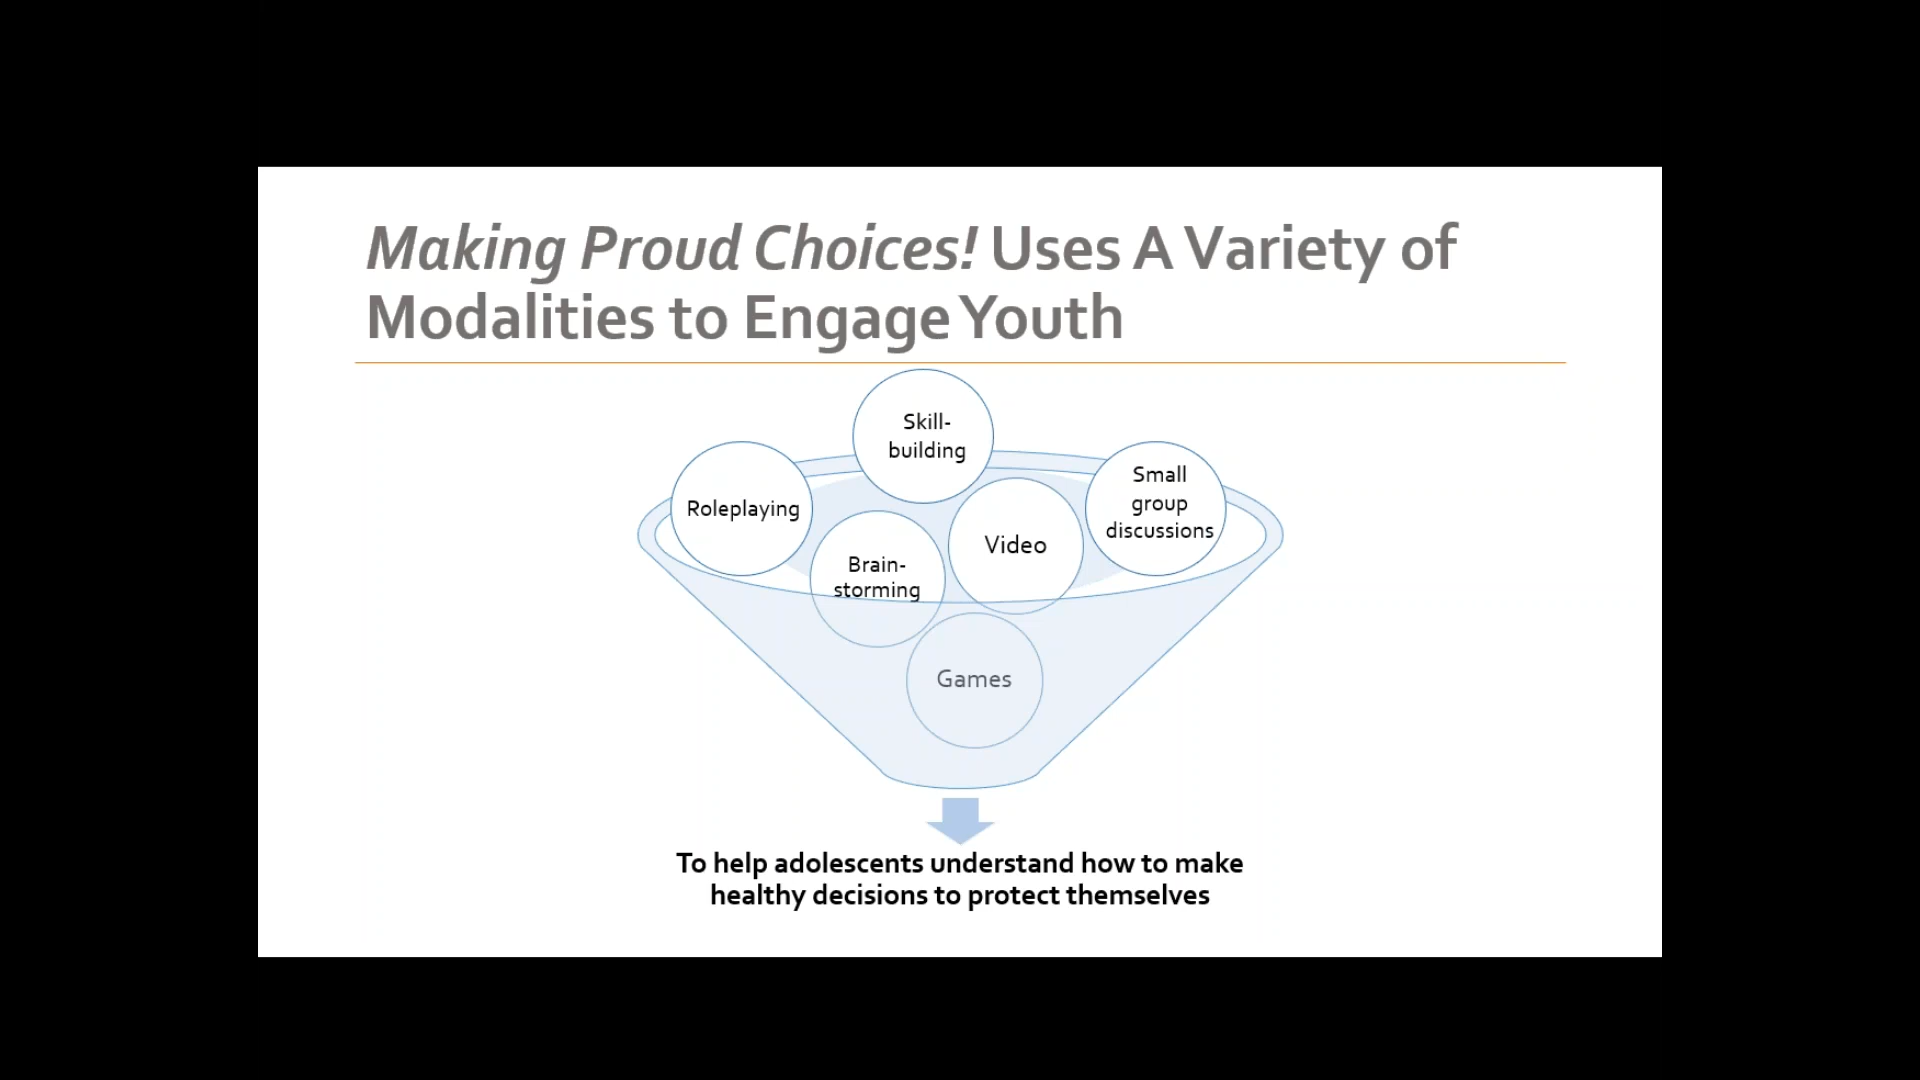 Making Proud Choices! Uses A Variety of
Modalities to Engage Youth
Skill-
building
Roleplaying
Small
group
discussions
Video
Brain-
storming
Games
To help adolescents understand how to make
healthy decisions to protect themselves